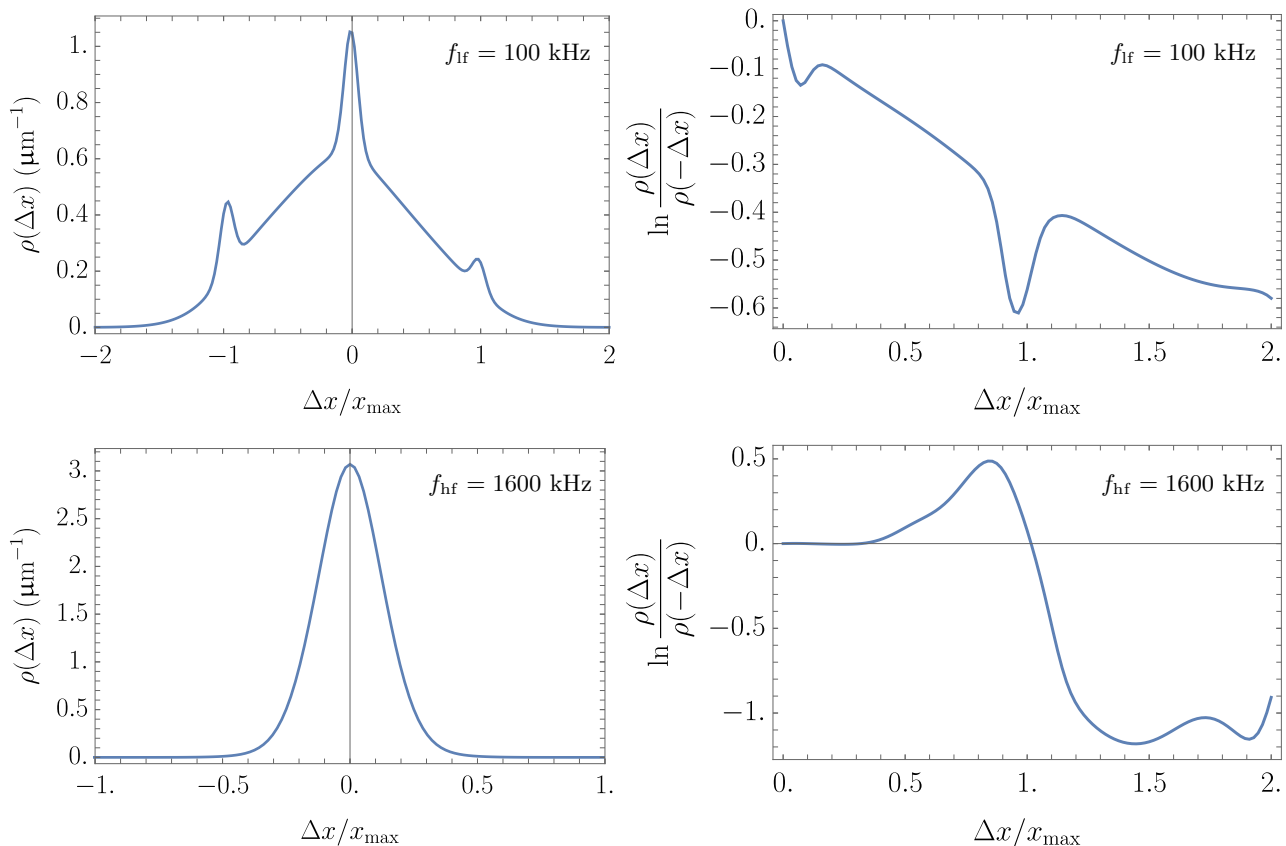 f_lf = 100 kHz
ρ(Δx) (μm⁻¹)
1.
0.8
0.6
0.4
0.2
0.
−2 −1 0 1 2
Δx/x_max
f_lf = 100 kHz
ln ρ(Δx)/ρ(−Δx)
0.
−0.1
−0.2
−0.3
−0.4
−0.5
−0.6
0. 0.5 1. 1.5 2.
Δx/x_max
f_hf = 1600 kHz
ρ(Δx) (μm⁻¹)
3.
2.5
2.
1.5
1.
0.5
0.
−1. −0.5 0. 0.5 1.
Δx/x_max
f_hf = 1600 kHz
ln ρ(Δx)/ρ(−Δx)
0.5
0.
−0.5
−1.
0. 0.5 1. 1.5 2.
Δx/x_max